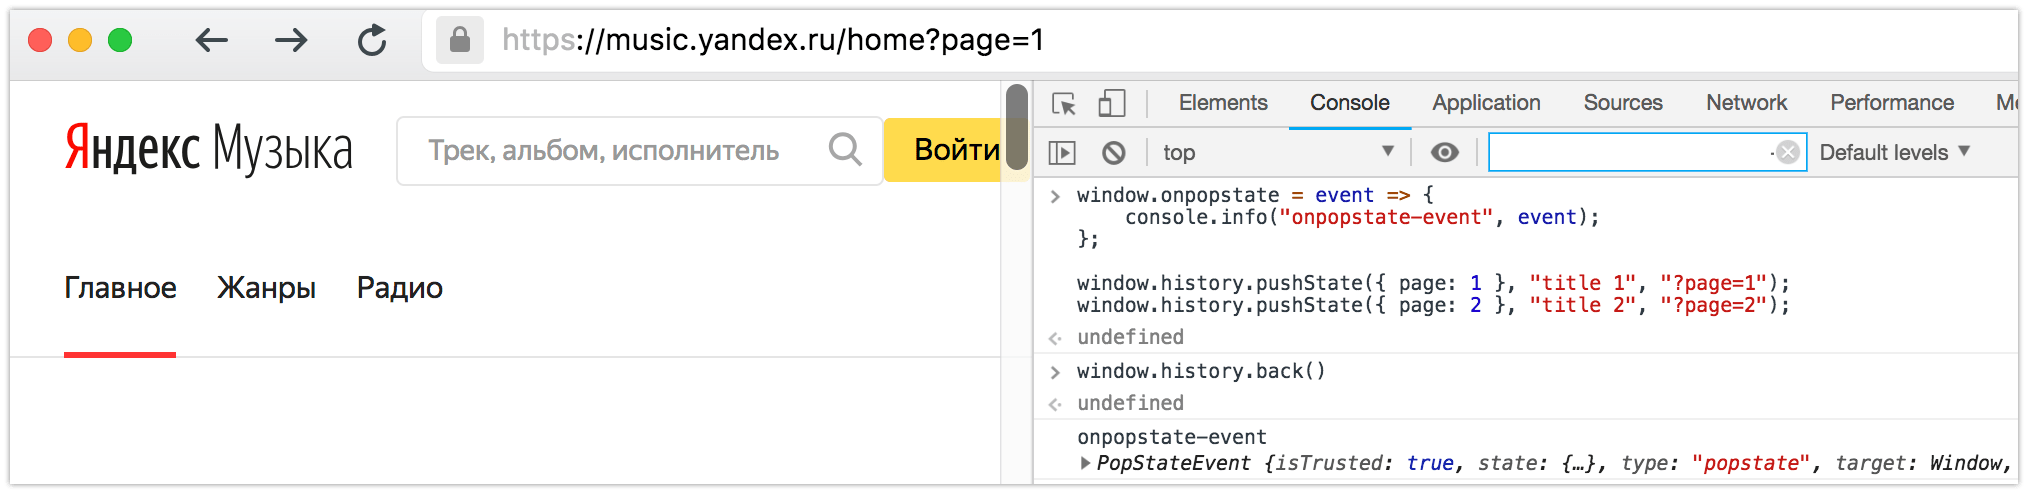 https://music.yandex.ru/home?page=1
Яндекс Музыка
Трек, альбом, исполнитель
Войти
Главное Жанры Радио
Elements Console Application Sources Network Performance
top
Default levels
window.onpopstate = event => {
console.info("onpopstate-event", event);
};
window.history.pushState({ page: 1 }, "title 1", "?page=1");
window.history.pushState({ page: 2 }, "title 2", "?page=2");
undefined
window.history.back()
undefined
onpopstate-event
PopStateEvent {isTrusted: true, state: {…}, type: "popstate", target: Window,